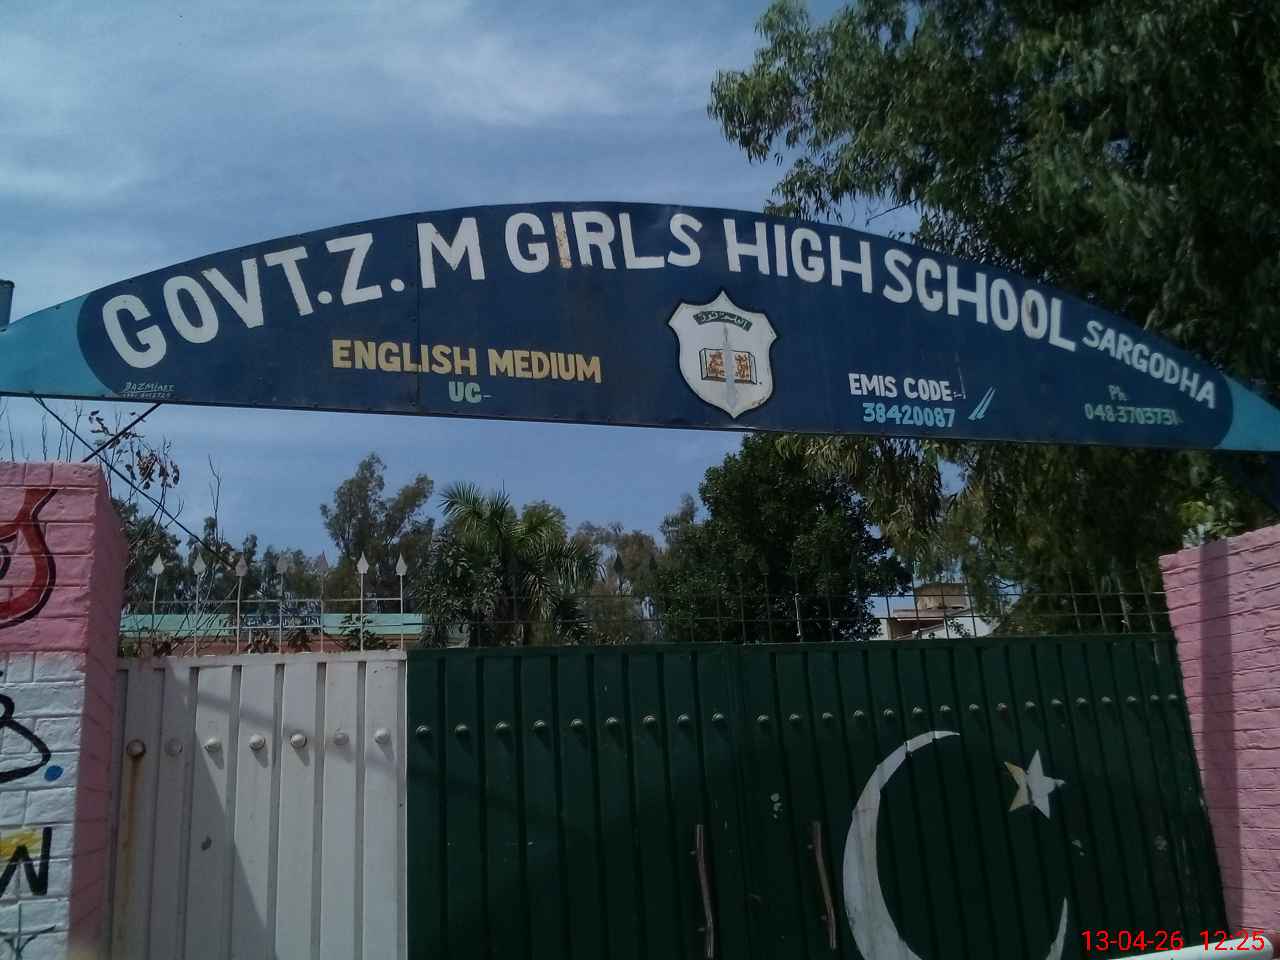 GOVT.Z.M GIRLS HIGH SCHOOL SARGODHA
ENGLISH MEDIUM
UC-
EMIS CODE:-
38420087
Ph
048-3703731
13-04-26 12:25